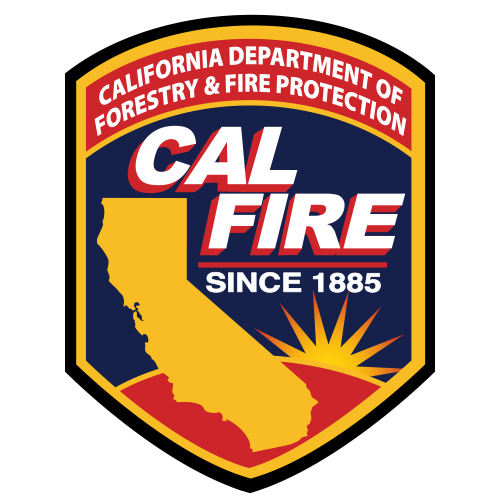 CALIFORNIA DEPARTMENT OF
FORESTRY & FIRE PROTECTION
CAL
FIRE
SINCE 1885